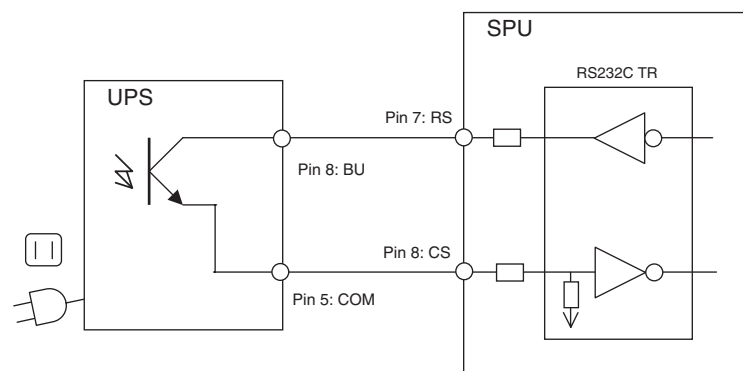 SPU
RS232C TR
UPS
Pin 7: RS
Pin 8: BU
Pin 8: CS
Pin 5: COM